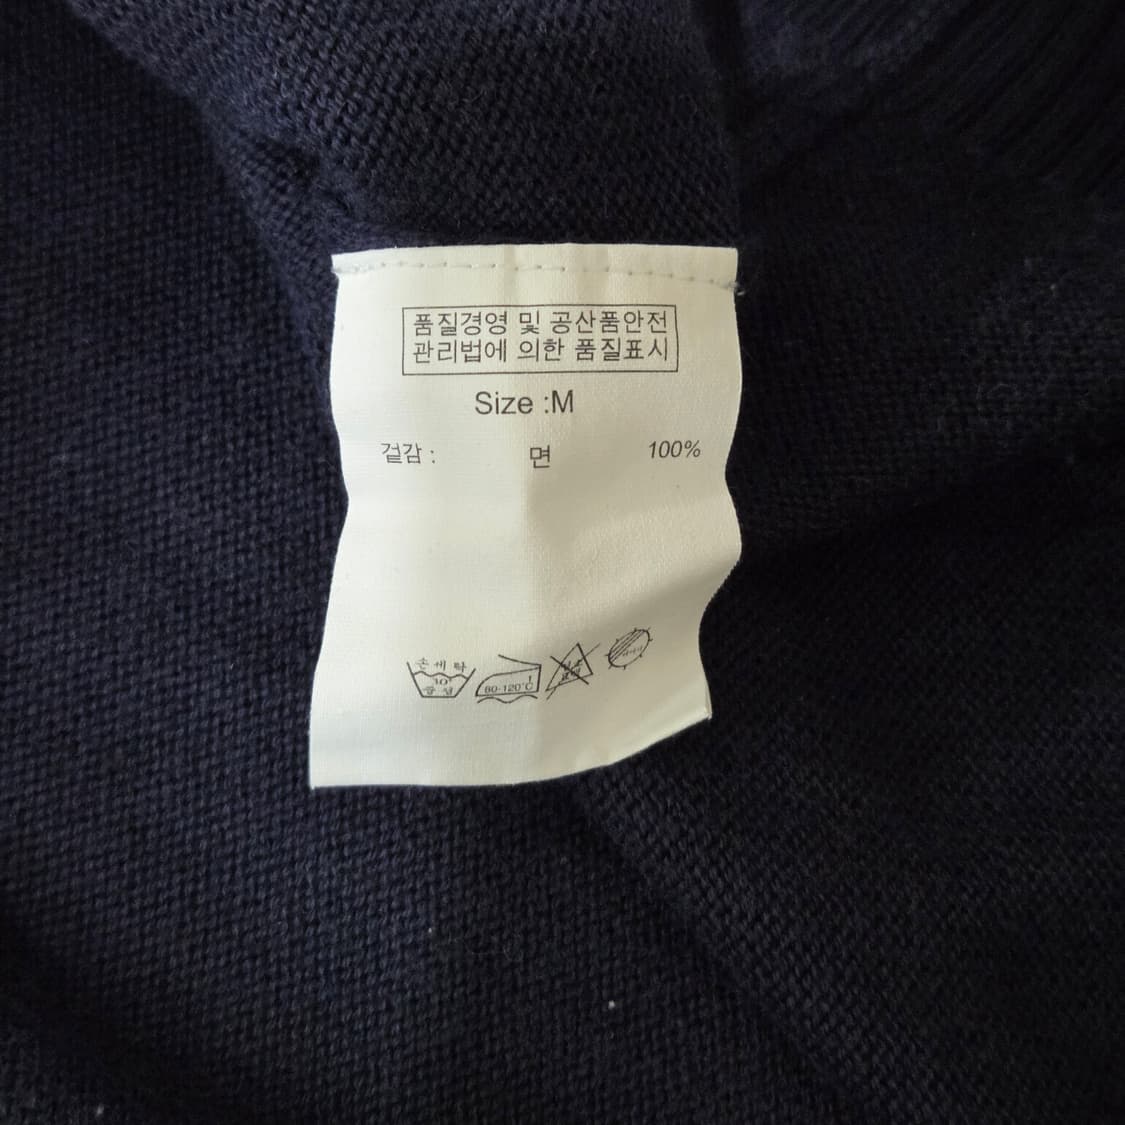 품질경영 및 공산품안전
관리법에 의한 품질표시
Size :M
겉감 : 면 100%
손세탁
30°
중성
80-120°C